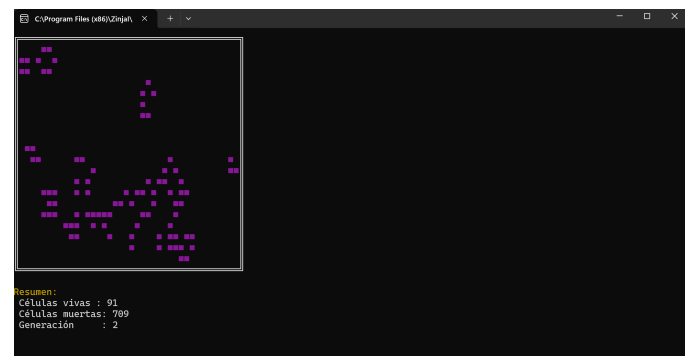 C:\Program Files (x86)\Zinjal\
Resumen:
Células vivas : 91
Células muertas: 709
Generación : 2